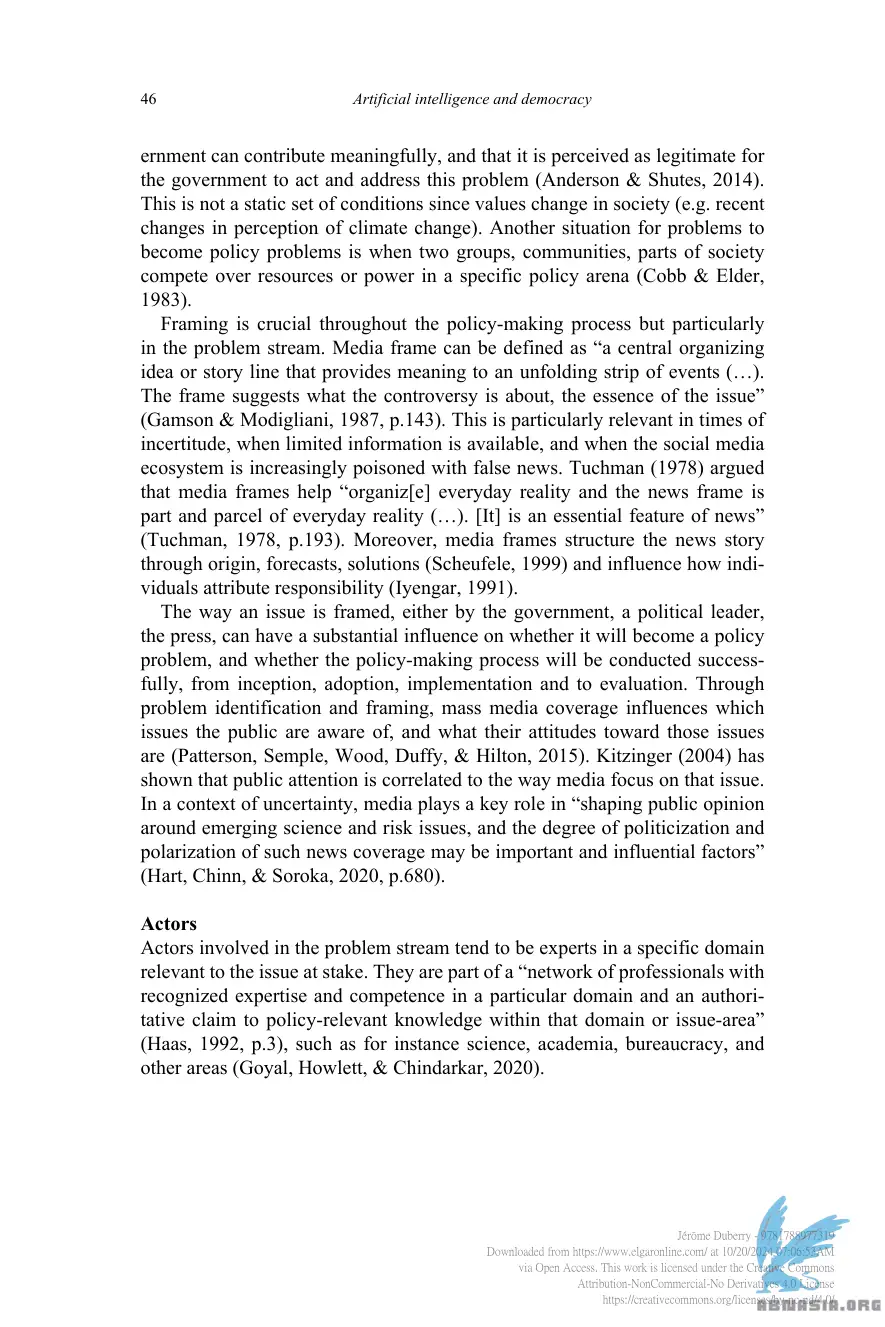 46
Artificial intelligence and democracy
ernment can contribute meaningfully, and that it is perceived as legitimate for
the government to act and address this problem (Anderson & Shutes, 2014).
This is not a static set of conditions since values change in society (e.g. recent
changes in perception of climate change). Another situation for problems to
become policy problems is when two groups, communities, parts of society
compete over resources or power in a specific policy arena (Cobb & Elder,
1983).
Framing is crucial throughout the policy-making process but particularly
in the problem stream. Media frame can be defined as “a central organizing
idea or story line that provides meaning to an unfolding strip of events (…).
The frame suggests what the controversy is about, the essence of the issue”
(Gamson & Modigliani, 1987, p.143). This is particularly relevant in times of
incertitude, when limited information is available, and when the social media
ecosystem is increasingly poisoned with false news. Tuchman (1978) argued
that media frames help “organiz[e] everyday reality and the news frame is
part and parcel of everyday reality (…). [It] is an essential feature of news”
(Tuchman, 1978, p.193). Moreover, media frames structure the news story
through origin, forecasts, solutions (Scheufele, 1999) and influence how indi-
viduals attribute responsibility (Iyengar, 1991).
The way an issue is framed, either by the government, a political leader,
the press, can have a substantial influence on whether it will become a policy
problem, and whether the policy-making process will be conducted success-
fully, from inception, adoption, implementation and to evaluation. Through
problem identification and framing, mass media coverage influences which
issues the public are aware of, and what their attitudes toward those issues
are (Patterson, Semple, Wood, Duffy, & Hilton, 2015). Kitzinger (2004) has
shown that public attention is correlated to the way media focus on that issue.
In a context of uncertainty, media plays a key role in “shaping public opinion
around emerging science and risk issues, and the degree of politicization and
polarization of such news coverage may be important and influential factors”
(Hart, Chinn, & Soroka, 2020, p.680).
Actors
Actors involved in the problem stream tend to be experts in a specific domain
relevant to the issue at stake. They are part of a “network of professionals with
recognized expertise and competence in a particular domain and an authori-
tative claim to policy-relevant knowledge within that domain or issue-area”
(Haas, 1992, p.3), such as for instance science, academia, bureaucracy, and
other areas (Goyal, Howlett, & Chindarkar, 2020).
Jérôme Duberry - 9781788977319
Downloaded from https://www.elgaronline.com/ at 10/20/2024 07:06:52AM
via Open Access. This work is licensed under the Creative Commons
Attribution-NonCommercial-No Derivatives 4.0 License
https://creativecommons.org/licenses/by-nc-nd/4.0/
ABNASIA.ORG